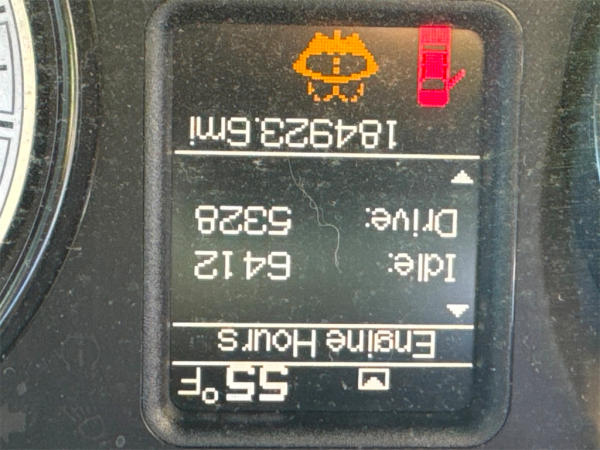 55°F
Engine Hours
Idle: 6412
Drive: 5328
184923.6mi